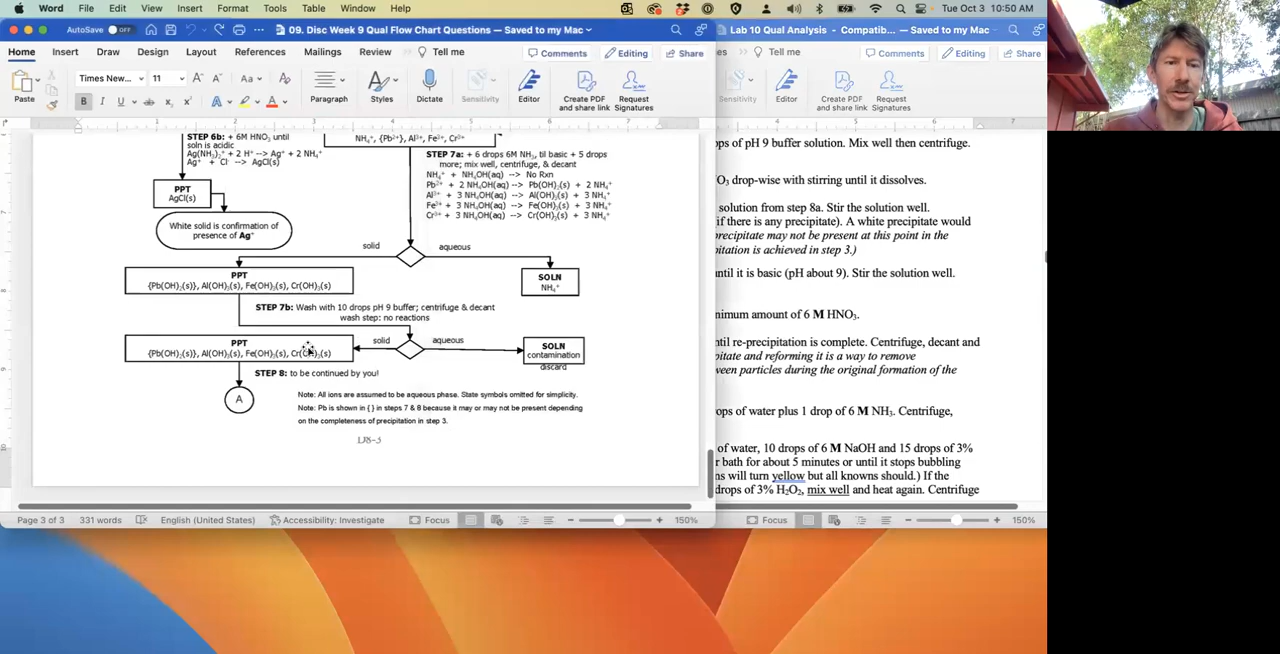 Word File Edit View Insert Format Tools Table Window Help Tue Oct 3 10:50 AM
AutoSave OFF 09. Disc Week 9 Qual Flow Chart Questions — Saved to my Mac
Lab 10 Qual Analysis - Compatib... — Saved to my Mac
Home Insert Draw Design Layout References Mailings Review Tell me Comments Editing Share
Tell me Comments Editing Share
Paste Times New... 11 Aa Paragraph Styles Dictate Sensitivity Editor Create PDF and share link Request Signatures
B I U ab x₂ x² A A
Sensitivity Editor Create PDF and share link Request Signatures
STEP 6b: + 6M HNO₃ until
soln is acidic
Ag(NH₃)₂⁺ + 2 H⁺ --> Ag⁺ + 2 NH₄⁺
Ag⁺ + Cl⁻ --> AgCl(s)
NH₄⁺, {Pb²⁺}, Al³⁺, Fe³⁺, Cr³⁺
STEP 7a: + 6 drops 6M NH₃, til basic + 5 drops
more; mix well, centrifuge, & decant
NH₄⁺ + NH₄OH(aq) --> No Rxn
Pb²⁺ + 2 NH₄OH(aq) --> Pb(OH)₂(s) + 2 NH₄⁺
Al³⁺ + 3 NH₄OH(aq) --> Al(OH)₃(s) + 3 NH₄⁺
Fe³⁺ + 3 NH₄OH(aq) --> Fe(OH)₃(s) + 3 NH₄⁺
Cr³⁺ + 3 NH₄OH(aq) --> Cr(OH)₃(s) + 3 NH₄⁺
PPT
AgCl(s)
White solid is confirmation of
presence of Ag⁺
solid aqueous
PPT
{Pb(OH)₂(s)}, Al(OH)₃(s), Fe(OH)₃(s), Cr(OH)₃(s)
SOLN
NH₄⁺
STEP 7b: Wash with 10 drops pH 9 buffer; centrifuge & decant
wash step: no reactions
PPT
{Pb(OH)₂(s)}, Al(OH)₃(s), Fe(OH)₃(s), Cr(OH)₃(s)
solid aqueous
SOLN
contamination
discard
STEP 8: to be continued by you!
A
Note: All ions are assumed to be aqueous phase. State symbols omitted for simplicity.
Note: Pb is shown in { } in steps 7 & 8 because it may or may not be present depending
on the completeness of precipitation in step 3.
Page 3 of 3 331 words English (United States) Accessibility: Investigate Focus 150%
ops of pH 9 buffer solution. Mix well then centrifuge.
O₃ drop-wise with stirring until it dissolves.
solution from step 8a. Stir the solution well.
if there is any precipitate). A white precipitate would
precipitate may not be present at this point in the
pitation is achieved in step 3.)
until it is basic (pH about 9). Stir the solution well.
nimum amount of 6 M HNO₃.
ntil re-precipitation is complete. Centrifuge, decant and
pitate and reforming it is a way to remove
ween particles during the original formation of the
ops of water plus 1 drop of 6 M NH₃. Centrifuge,
of water, 10 drops of 6 M NaOH and 15 drops of 3%
r bath for about 5 minutes or until it stops bubbling
ns will turn yellow but all knowns should.) If the
drops of 3% H₂O₂, mix well and heat again. Centrifuge
Focus 150%